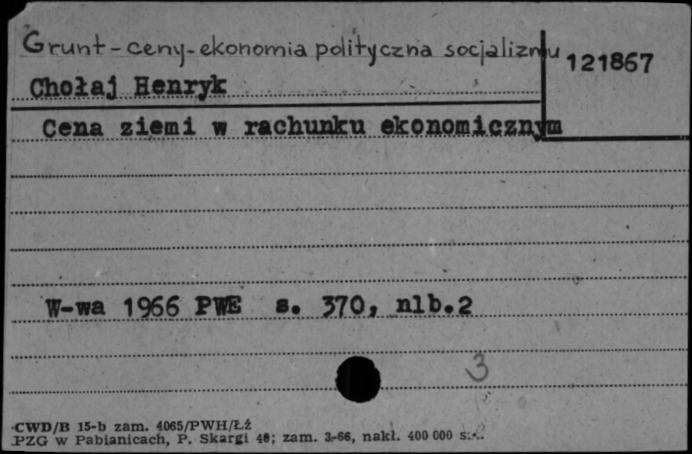 Grunt-ceny-ekonomia polityczna socjalizmu
121867
Chołaj Henryk
Cena ziemi w rachunku ekonomicznym
W-wa 1966 PWE s. 370, nlb.2
3
CWD/B 15-b zam. 4065/PWH/Łź
PZG w Pabianicach, P. Skargi 40; zam. 3-66, nakł. 400 000 s.